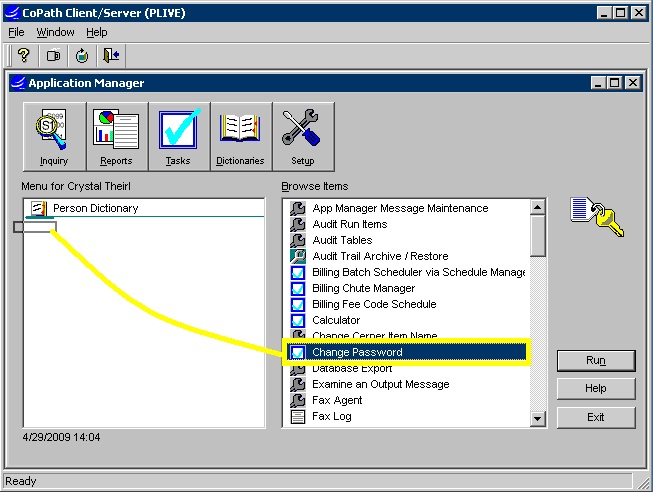 CoPath Client/Server (PLIVE)
File Window Help
Application Manager
Inquiry Reports Tasks Dictionaries Setup
Menu for Crystal Theirl
Browse Items
Person Dictionary
App Manager Message Maintenance
Audit Run Items
Audit Tables
Audit Trail Archive / Restore
Billing Batch Scheduler via Schedule Manage
Billing Chute Manager
Billing Fee Code Schedule
Calculator
Change Cerner Item Name
Change Password
Database Export
Examine an Output Message
Fax Agent
Fax Log
Run
Help
Exit
4/29/2009 14:04
Ready